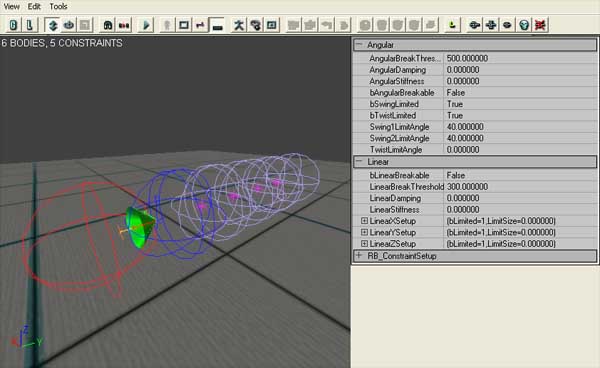 View Edit Tools
6 BODIES, 5 CONSTRAINTS
Angular
AngularBreakThres... 500.000000
AngularDamping 0.000000
AngularStiffness 0.000000
bAngularBreakable False
bSwingLimited True
bTwistLimited True
Swing1LimitAngle 40.000000
Swing2LimitAngle 40.000000
TwistLimitAngle 0.000000
Linear
bLinearBreakable False
LinearBreakThreshold 300.000000
LinearDamping 0.000000
LinearStiffness 0.000000
LinearXSetup (bLimited=1,LimitSize=0.000000)
LinearYSetup (bLimited=1,LimitSize=0.000000)
LinearZSetup (bLimited=1,LimitSize=0.000000)
RB_ConstraintSetup
Z
X Y